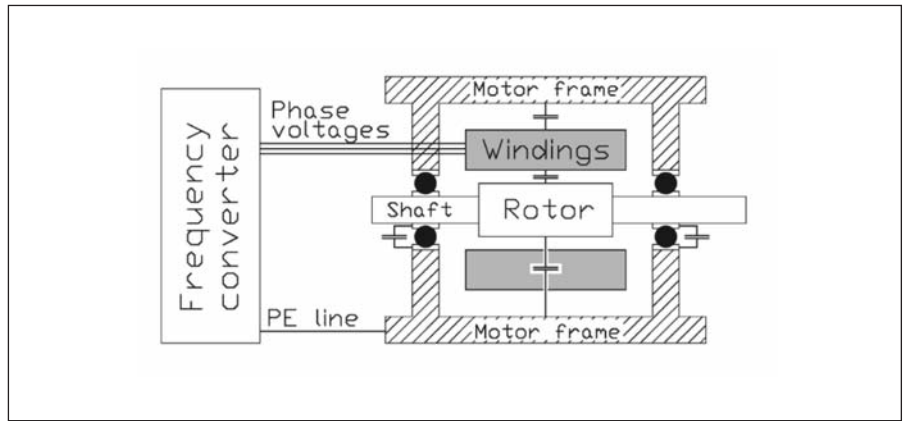 Frequency
converter
Phase
voltages
PE line
Motor frame
Windings
Shaft
Rotor
Motor frame